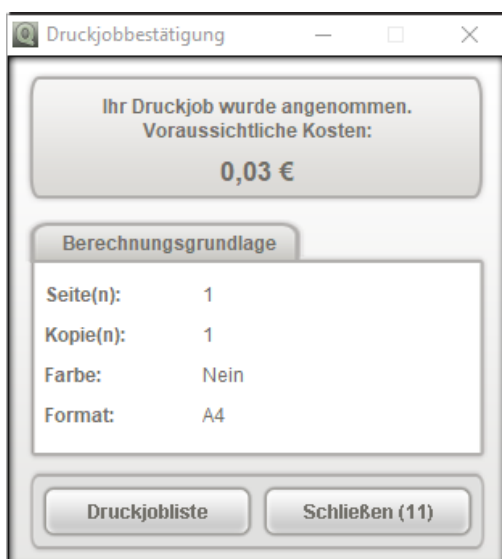 Druckjobbestätigung
Ihr Druckjob wurde angenommen.
Voraussichtliche Kosten:
0,03 €
Berechnungsgrundlage
Seite(n): 1
Kopie(n): 1
Farbe: Nein
Format: A4
Druckjobliste Schließen (11)